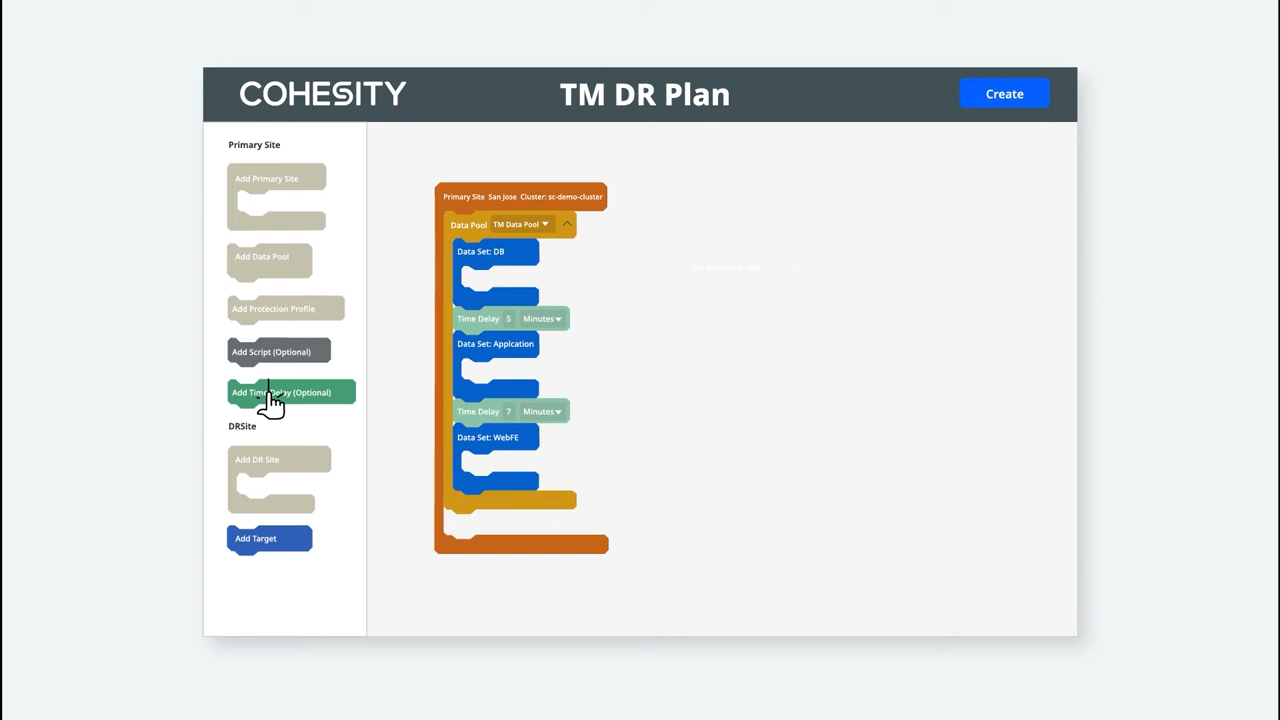 COHESITY
TM DR Plan
Create
Primary Site
Add Primary Site
Add Data Pool
Add Protection Profile
Add Script (Optional)
Add Time Delay (Optional)
DRSite
Add DR Site
Add Target
Primary Site San Jose Cluster: sc-demo-cluster
Data Pool TM Data Pool
Data Set: DB
Time Delay 5 Minutes
Data Set: Applcation
Time Delay 7 Minutes
Data Set: WebFE